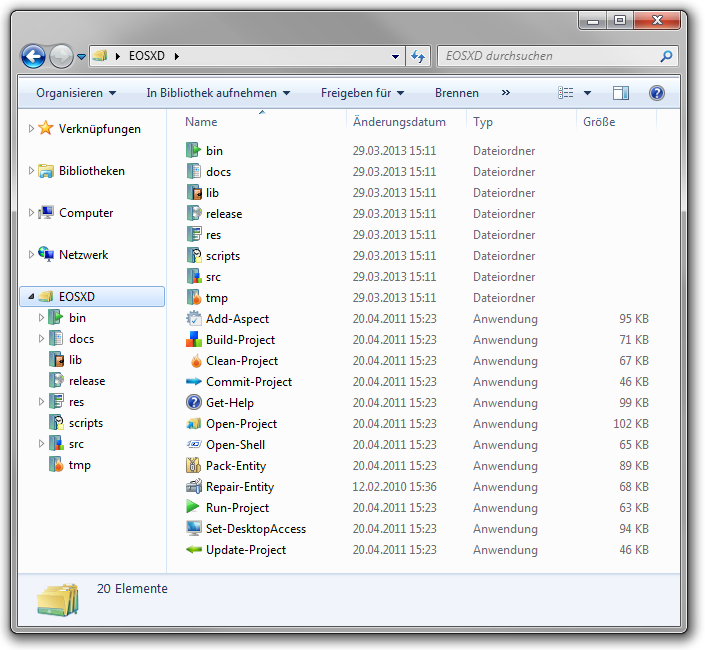 EOSXD
EOSXD durchsuchen
Organisieren In Bibliothek aufnehmen Freigeben für Brennen »
Name Änderungsdatum Typ Größe
Verknüpfungen
Bibliotheken
Computer
Netzwerk
EOSXD
bin
docs
lib
release
res
scripts
src
tmp
bin 29.03.2013 15:11 Dateiordner
docs 29.03.2013 15:11 Dateiordner
lib 29.03.2013 15:11 Dateiordner
release 29.03.2013 15:11 Dateiordner
res 29.03.2013 15:11 Dateiordner
scripts 29.03.2013 15:11 Dateiordner
src 29.03.2013 15:11 Dateiordner
tmp 29.03.2013 15:11 Dateiordner
Add-Aspect 20.04.2011 15:23 Anwendung 95 KB
Build-Project 20.04.2011 15:23 Anwendung 71 KB
Clean-Project 20.04.2011 15:23 Anwendung 67 KB
Commit-Project 20.04.2011 15:23 Anwendung 46 KB
Get-Help 20.04.2011 15:23 Anwendung 99 KB
Open-Project 20.04.2011 15:23 Anwendung 102 KB
Open-Shell 20.04.2011 15:23 Anwendung 65 KB
Pack-Entity 20.04.2011 15:23 Anwendung 89 KB
Repair-Entity 12.02.2010 15:36 Anwendung 68 KB
Run-Project 20.04.2011 15:23 Anwendung 63 KB
Set-DesktopAccess 20.04.2011 15:23 Anwendung 94 KB
Update-Project 20.04.2011 15:23 Anwendung 46 KB
20 Elemente